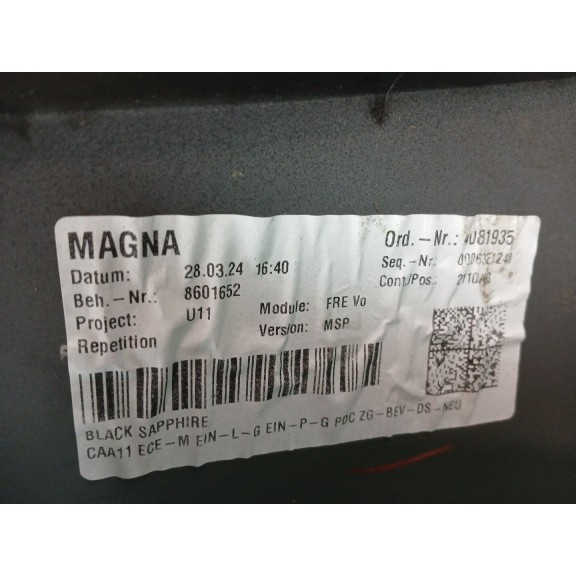 MAGNA
Datum: 28.03.24 16:40
Beh.-Nr.: 8601652
Project: U11
Repetition
Module: FRE Vo
Version: MSP
Ord.-Nr.: 4081935
Seq.-Nr.
Cont/Pos.:
BLACK SAPPHIRE
CAA11 ECE-M EIN-L-G EIN-P-G PDC ZG-BEV-DS-NEU